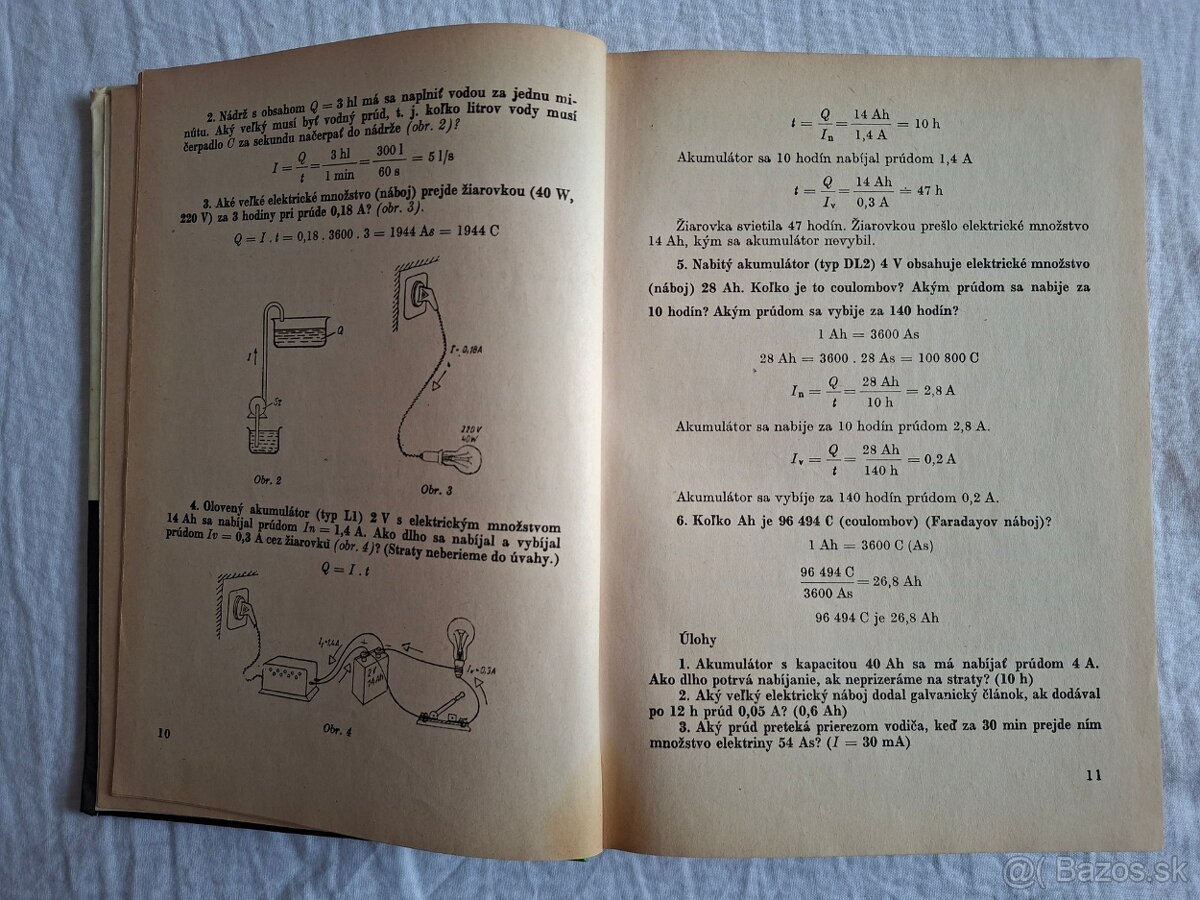 2. Nádrž s obsahom Q = 3 hl má sa naplniť vodou za jednu mi-
nútu. Aký veľký musí byť vodný prúd, t. j. koľko litrov vody musí
čerpadlo Č za sekundu načerpať do nádrže (obr. 2)?
I = Q/t = 3 hl/1 min = 300 l/60 s = 5 l/s
3. Aké veľké elektrické množstvo (náboj) prejde žiarovkou (40 W,
220 V) za 3 hodiny pri prúde 0,18 A? (obr. 3).
Q = I . t = 0,18 . 3600 . 3 = 1944 As = 1944 C
Q
I
I = 0,18A
220 V
40W
Obr. 2
Obr. 3
4. Olovený akumulátor (typ L1) 2 V s elektrickým množstvom
14 Ah sa nabíjal prúdom In = 1,4 A. Ako dlho sa nabíjal a vybíjal
prúdom Iv = 0,3 A cez žiarovku (obr. 4)? (Straty neberieme do úvahy.)
Q = I . t
2 V
14 Ah
Iv = 0,3A
Obr. 4
10
t = Q/In = 14 Ah/1,4 A = 10 h
Akumulátor sa 10 hodín nabíjal prúdom 1,4 A
t = Q/Iv = 14 Ah/0,3 A ≐ 47 h
Žiarovka svietila 47 hodín. Žiarovkou prešlo elektrické množstvo
14 Ah, kým sa akumulátor nevybil.
5. Nabitý akumulátor (typ DL2) 4 V obsahuje elektrické množstvo
(náboj) 28 Ah. Koľko je to coulombov? Akým prúdom sa nabije za
10 hodín? Akým prúdom sa vybije za 140 hodín?
1 Ah = 3600 As
28 Ah = 3600 . 28 As = 100 800 C
In = Q/t = 28 Ah/10 h = 2,8 A
Akumulátor sa nabije za 10 hodín prúdom 2,8 A.
Iv = Q/t = 28 Ah/140 h = 0,2 A
Akumulátor sa vybíje za 140 hodín prúdom 0,2 A.
6. Koľko Ah je 96 494 C (coulombov) (Faradayov náboj)?
1 Ah = 3600 C (As)
96 494 C/3600 As = 26,8 Ah
96 494 C je 26,8 Ah
Úlohy
1. Akumulátor s kapacitou 40 Ah sa má nabíjať prúdom 4 A.
Ako dlho potrvá nabíjanie, ak neprizeráme na straty? (10 h)
2. Aký veľký elektrický náboj dodal galvanický článok, ak dodával
po 12 h prúd 0,05 A? (0,6 Ah)
3. Aký prúd preteká prierezom vodiča, keď za 30 min prejde ním
množstvo elektriny 54 As? (I = 30 mA)
11
@( Bazos.sk